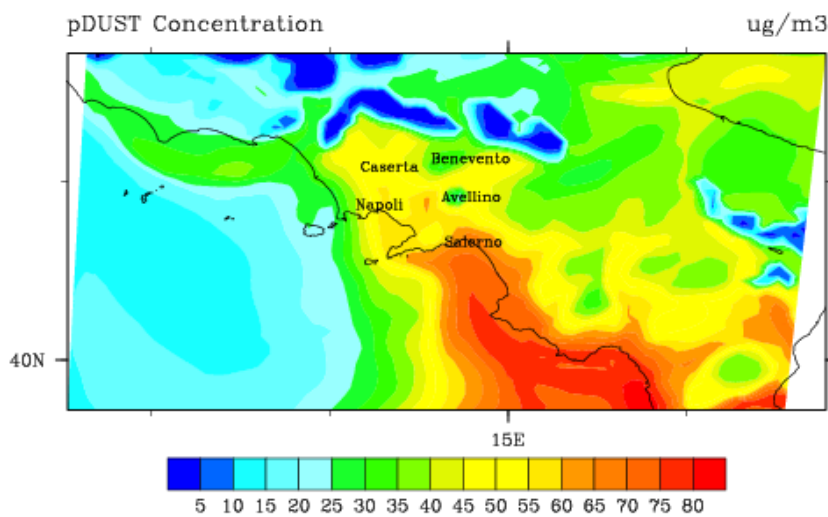 pDUST Concentration ug/m3
Benevento
Caserta
Avellino
Napoli
Salerno
40N
15E
5 10 15 20 25 30 35 40 45 50 55 60 65 70 75 80